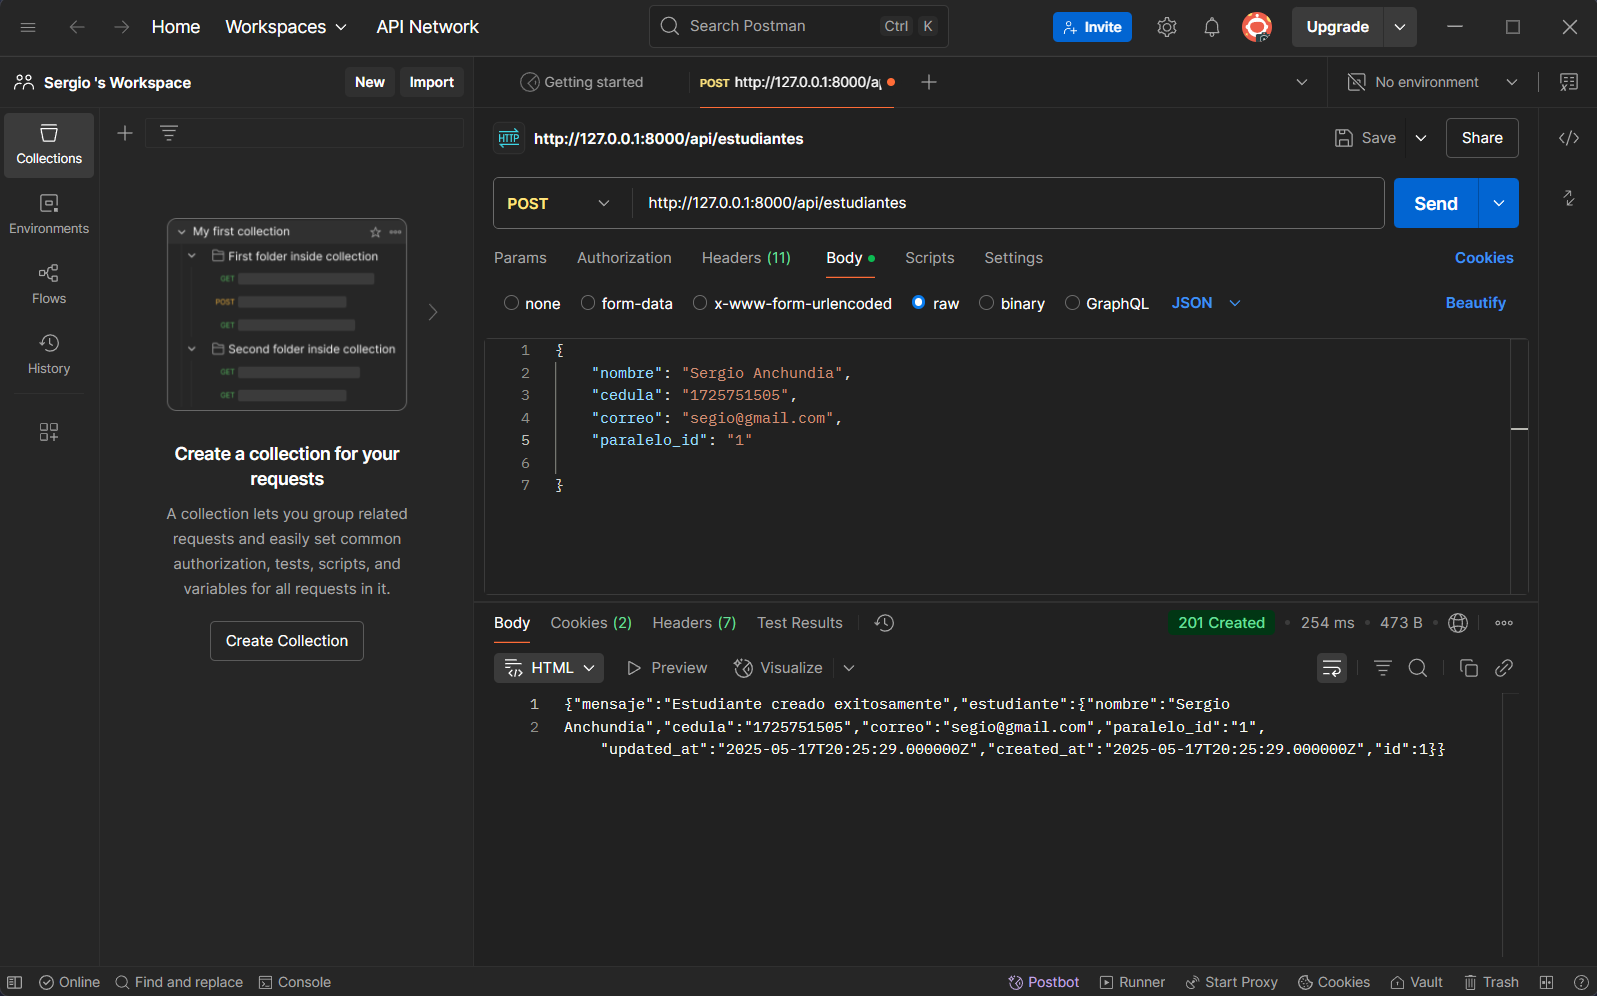 Home Workspaces API Network Search Postman Ctrl K Invite Upgrade
Sergio 's Workspace New Import Getting started POST http://127.0.0.1:8000/a No environment
Collections
Environments
Flows
History
My first collection
First folder inside collection
GET
POST
GET
Second folder inside collection
GET
GET
Create a collection for your
requests
A collection lets you group related
requests and easily set common
authorization, tests, scripts, and
variables for all requests in it.
Create Collection
HTTP http://127.0.0.1:8000/api/estudiantes Save Share
POST http://127.0.0.1:8000/api/estudiantes Send
Params Authorization Headers (11) Body Scripts Settings Cookies
none form-data x-www-form-urlencoded raw binary GraphQL JSON Beautify
1 {
2 "nombre": "Sergio Anchundia",
3 "cedula": "1725751505",
4 "correo": "segio@gmail.com",
5 "paralelo_id": "1"
6
7 }
Body Cookies (2) Headers (7) Test Results 201 Created 254 ms 473 B
HTML Preview Visualize
1 {"mensaje":"Estudiante creado exitosamente","estudiante":{"nombre":"Sergio
2 Anchundia","cedula":"1725751505","correo":"segio@gmail.com","paralelo_id":"1",
"updated_at":"2025-05-17T20:25:29.000000Z","created_at":"2025-05-17T20:25:29.000000Z","id":1}}
Online Find and replace Console Postbot Runner Start Proxy Cookies Vault Trash